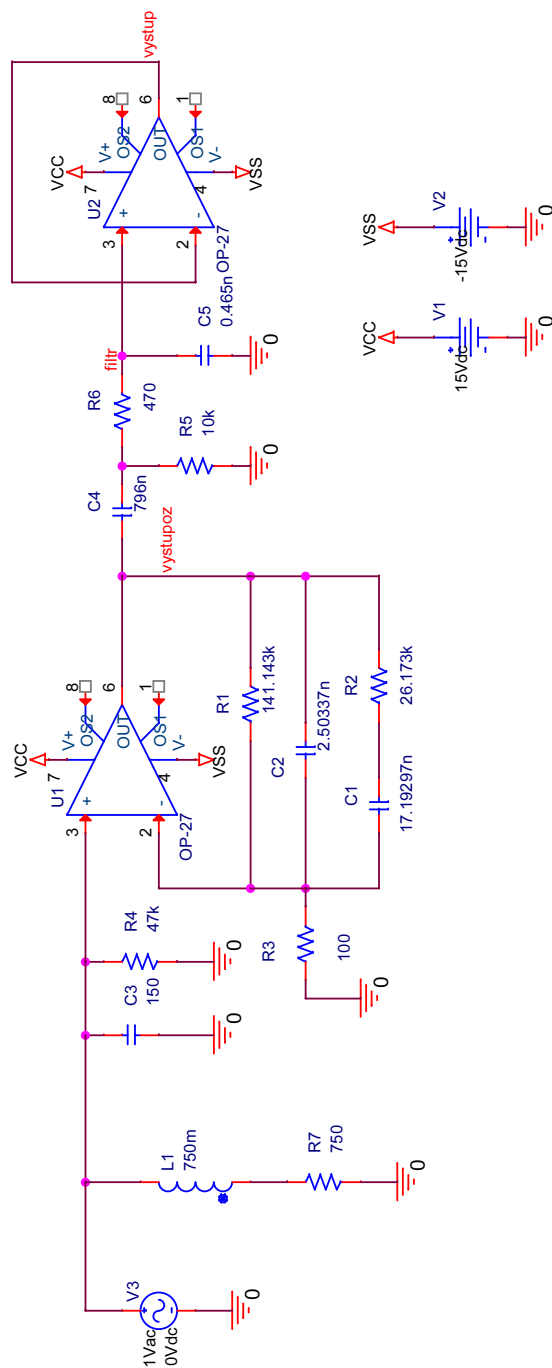 V3
1Vac
0Vdc
0
L1
750m
R7
750
0
C3
150
0
R4
47k
0
U1
3
+
2
-
OP-27
VCC
7
V+
OS2
8
OUT
6
OS1
1
V-
4
VSS
R3
100
0
R1
141.143k
C2
2.50337n
C1
17.19297n
R2
26.173k
vystupoz
C4
796n
R5
10k
0
R6
470
filtr
C5
0.465n
0
U2
3
+
2
-
OP-27
VCC
7
V+
OS2
8
OUT
6
OS1
1
V-
4
VSS
vystup
VCC
V1
15Vdc
+
-
0
VSS
V2
-15Vdc
+
-
0